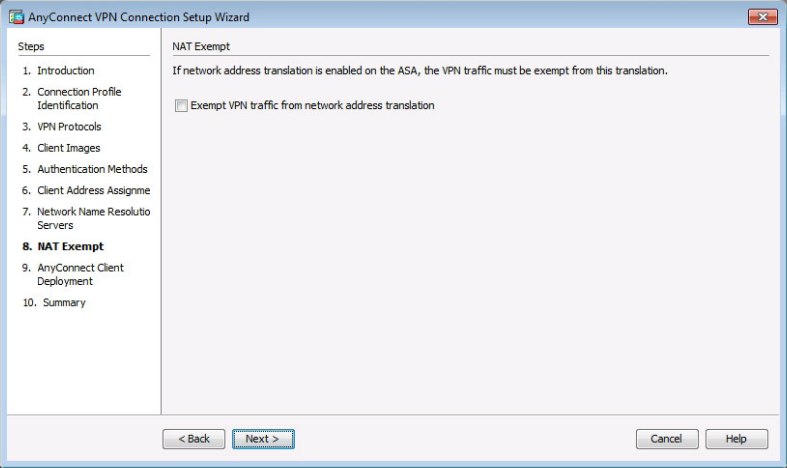 AnyConnect VPN Connection Setup Wizard
Steps
1. Introduction
2. Connection Profile
Identification
3. VPN Protocols
4. Client Images
5. Authentication Methods
6. Client Address Assignme
7. Network Name Resolutio
Servers
8. NAT Exempt
9. AnyConnect Client
Deployment
10. Summary
NAT Exempt
If network address translation is enabled on the ASA, the VPN traffic must be exempt from this translation.
Exempt VPN traffic from network address translation
< Back Next > Cancel Help